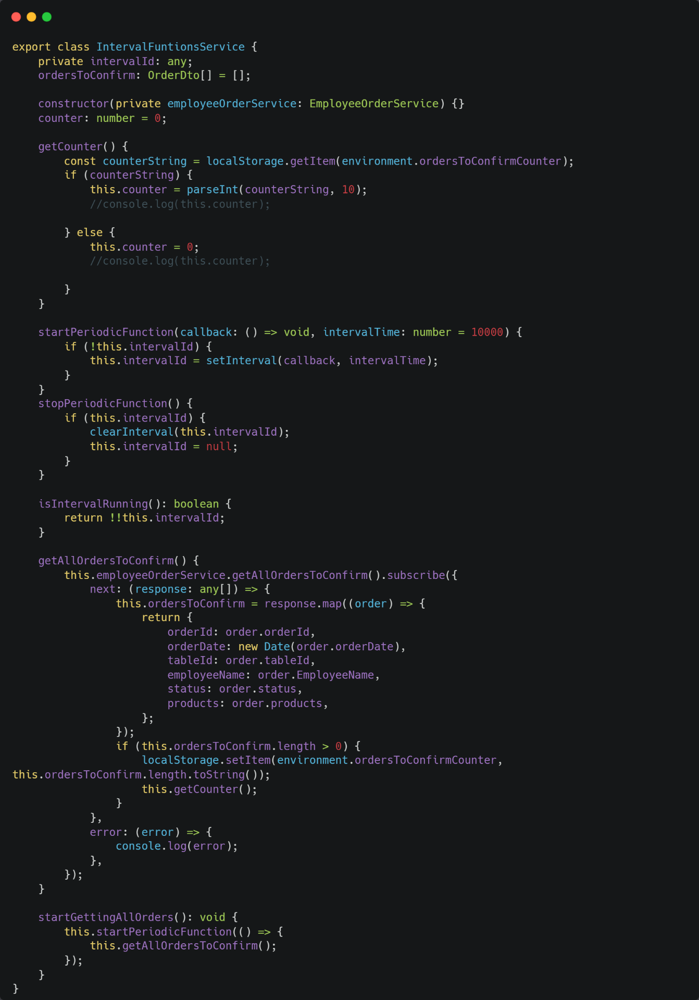 export class IntervalFuntionsService {
    private intervalId: any;
    ordersToConfirm: OrderDto[] = [];

    constructor(private employeeOrderService: EmployeeOrderService) {}
    counter: number = 0;

    getCounter() {
        const counterString = localStorage.getItem(environment.ordersToConfirmCounter);
        if (counterString) {
            this.counter = parseInt(counterString, 10);
            //console.log(this.counter);

        } else {
            this.counter = 0;
            //console.log(this.counter);

        }
    }

    startPeriodicFunction(callback: () => void, intervalTime: number = 10000) {
        if (!this.intervalId) {
            this.intervalId = setInterval(callback, intervalTime);
        }
    }
    stopPeriodicFunction() {
        if (this.intervalId) {
            clearInterval(this.intervalId);
            this.intervalId = null;
        }
    }

    isIntervalRunning(): boolean {
        return !!this.intervalId;
    }

    getAllOrdersToConfirm() {
        this.employeeOrderService.getAllOrdersToConfirm().subscribe({
            next: (response: any[]) => {
                this.ordersToConfirm = response.map((order) => {
                    return {
                        orderId: order.orderId,
                        orderDate: new Date(order.orderDate),
                        tableId: order.tableId,
                        employeeName: order.EmployeeName,
                        status: order.status,
                        products: order.products,
                    };
                });
                if (this.ordersToConfirm.length > 0) {
                    localStorage.setItem(environment.ordersToConfirmCounter,
this.ordersToConfirm.length.toString());
                    this.getCounter();
                }
            },
            error: (error) => {
                console.log(error);
            },
        });
    }

    startGettingAllOrders(): void {
        this.startPeriodicFunction(() => {
            this.getAllOrdersToConfirm();
        });
    }
}